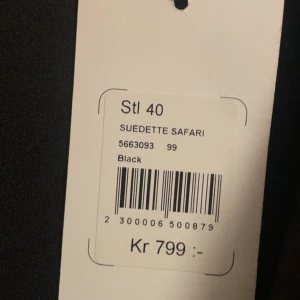 Stl 40
SUEDETTE SAFARI
5663093 99
Black
2 300006 500879
Kr 799 :-